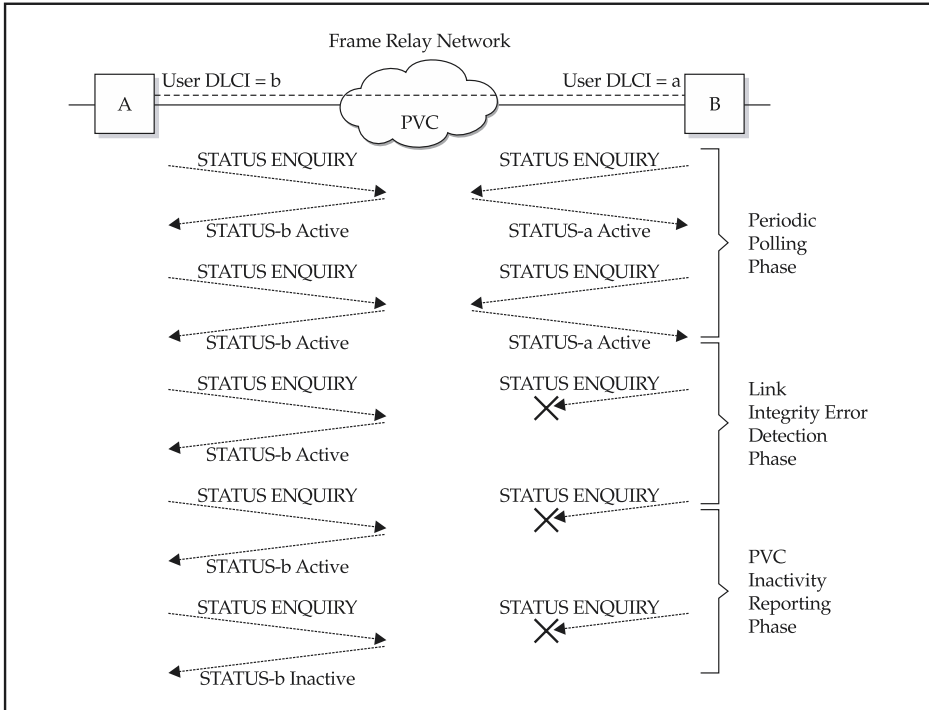 Frame Relay Network
User DLCI = b
User DLCI = a
A
PVC
B
STATUS ENQUIRY
STATUS ENQUIRY
STATUS-b Active
STATUS-a Active
Periodic
Polling
Phase
STATUS ENQUIRY
STATUS ENQUIRY
STATUS-b Active
STATUS-a Active
STATUS ENQUIRY
STATUS ENQUIRY
Link
Integrity Error
Detection
Phase
STATUS-b Active
STATUS ENQUIRY
STATUS ENQUIRY
STATUS-b Active
PVC
Inactivity
Reporting
Phase
STATUS ENQUIRY
STATUS ENQUIRY
STATUS-b Inactive